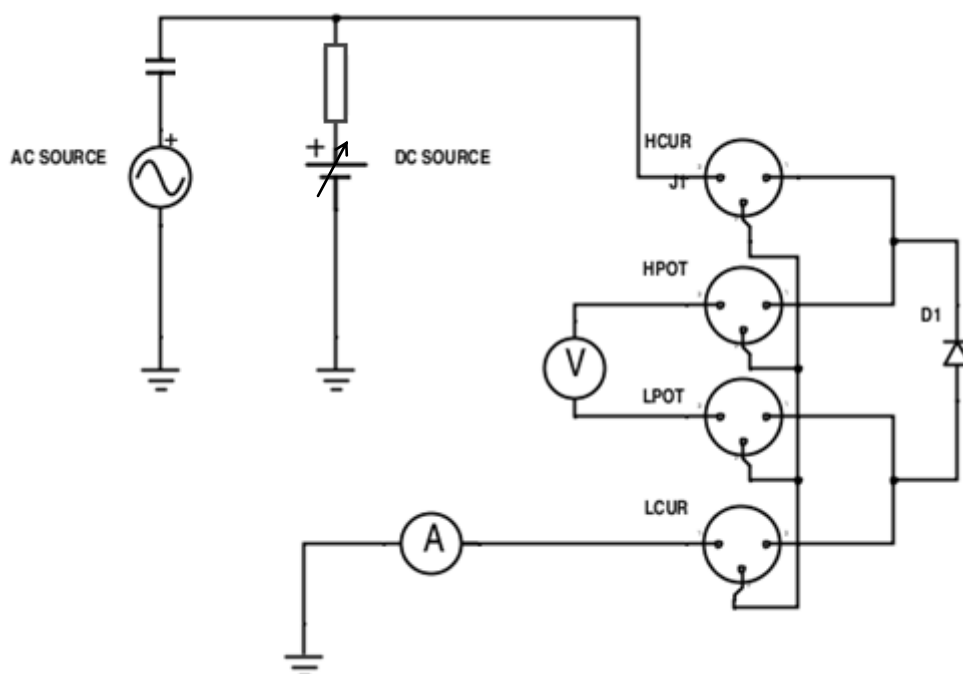 HCUR
AC SOURCE
+
+
DC SOURCE
J1
HPOT
D1
V
LPOT
LCUR
A